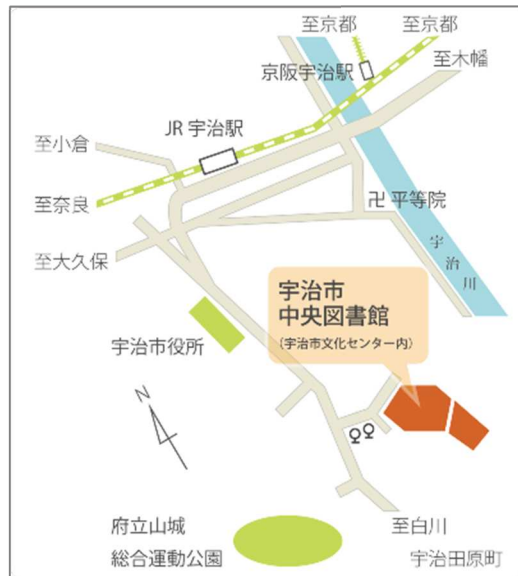 至京都
至京都
京阪宇治駅
至木幡
JR 宇治駅
至小倉
至奈良
卍 平等院
至大久保
宇治川
宇治市
中央図書館
(宇治市文化センター内)
宇治市役所
N
府立山城
総合運動公園
至白川
宇治田原町